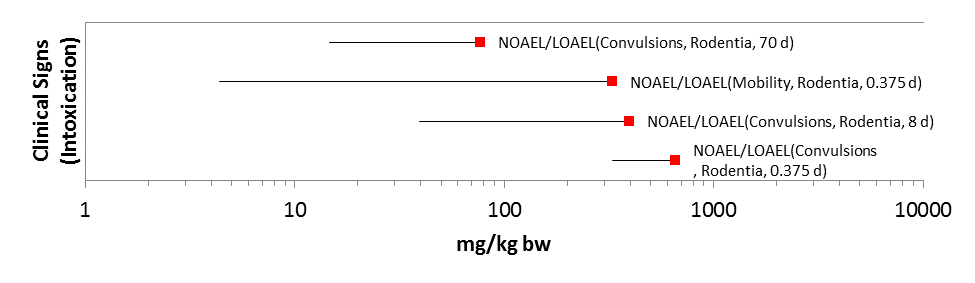 Clinical Signs
(Intoxication)
NOAEL/LOAEL(Convulsions, Rodentia, 70 d)
NOAEL/LOAEL(Mobility, Rodentia, 0.375 d)
NOAEL/LOAEL(Convulsions, Rodentia, 8 d)
NOAEL/LOAEL(Convulsions
, Rodentia, 0.375 d)
1 10 100 1000 10000
mg/kg bw